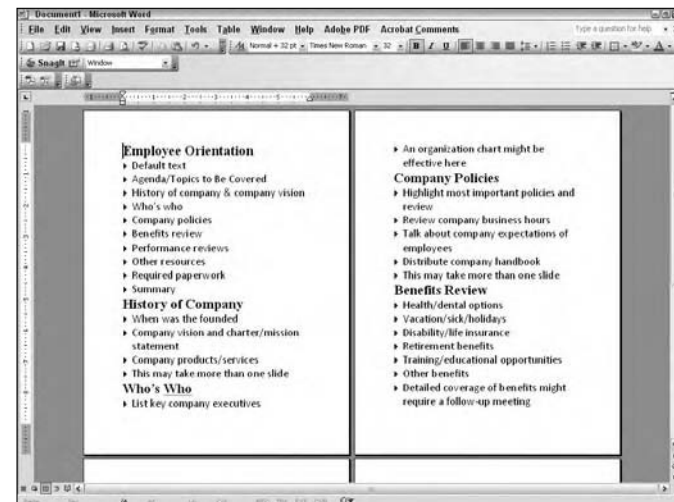 Document1 - Microsoft Word
File Edit View Insert Format Tools Table Window Help Adobe PDF Acrobat Comments
Type a question for help
Normal + 32 pt Times New Roman 32 B I U
SnagIt Window
Employee Orientation
Default text
Agenda/Topics to Be Covered
History of company & company vision
Who's who
Company policies
Benefits review
Performance reviews
Other resources
Required paperwork
Summary
History of Company
When was the founded
Company vision and charter/mission
statement
Company products/services
This may take more than one slide
Who's Who
List key company executives
An organization chart might be
effective here
Company Policies
Highlight most important policies and
review
Review company business hours
Talk about company expectations of
employees
Distribute company handbook
This may take more than one slide
Benefits Review
Health/dental options
Vacation/sick/holidays
Disability/life insurance
Retirement benefits
Training/educational opportunities
Other benefits
Detailed coverage of benefits might
require a follow-up meeting